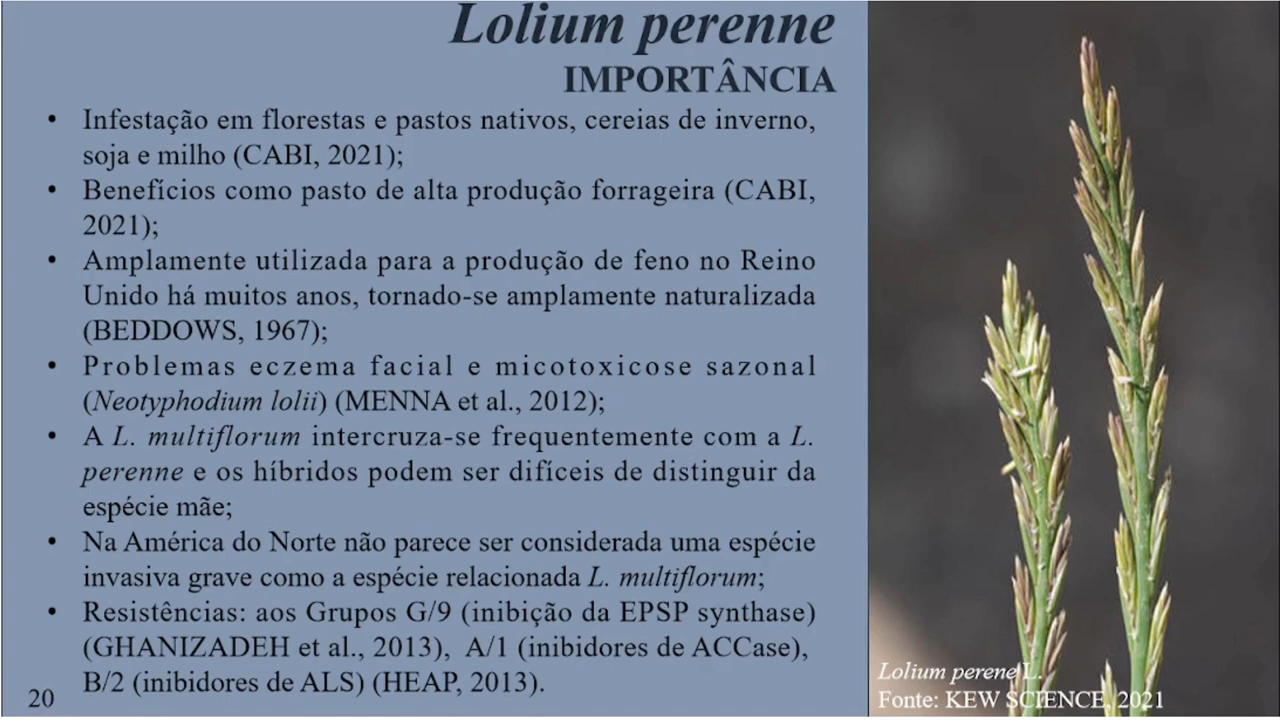 Lolium perenne
IMPORTÂNCIA
• Infestação em florestas e pastos nativos, cereias de inverno,
soja e milho (CABI, 2021);
• Benefícios como pasto de alta produção forrageira (CABI,
2021);
• Amplamente utilizada para a produção de feno no Reino
Unido há muitos anos, tornado-se amplamente naturalizada
(BEDDOWS, 1967);
• Problemas eczema facial e micotoxicose sazonal
(Neotyphodium lolii) (MENNA et al., 2012);
• A L. multiflorum intercruza-se frequentemente com a L.
perenne e os híbridos podem ser difíceis de distinguir da
espécie mãe;
• Na América do Norte não parece ser considerada uma espécie
invasiva grave como a espécie relacionada L. multiflorum;
• Resistências: aos Grupos G/9 (inibição da EPSP synthase)
(GHANIZADEH et al., 2013), A/1 (inibidores de ACCase),
B/2 (inibidores de ALS) (HEAP, 2013).
20
Lolium perene L.
Fonte: KEW SCIENCE, 2021